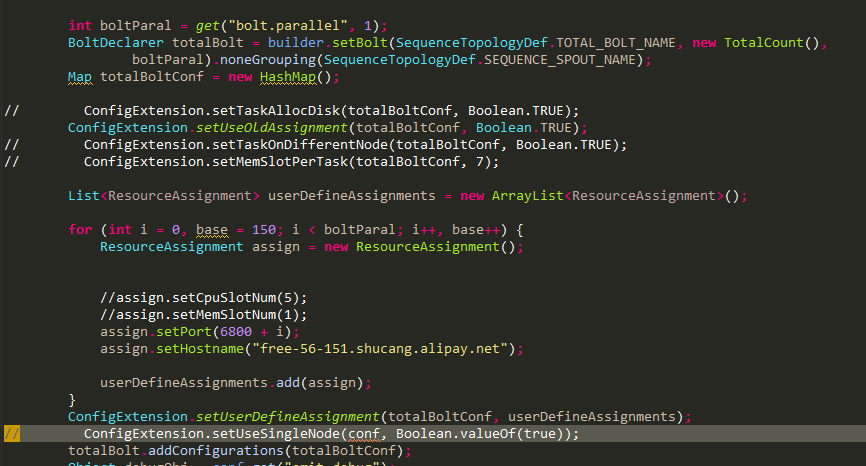 int boltParal = get("bolt.parallel", 1);
BoltDeclarer totalBolt = builder.setBolt(SequenceTopologyDef.TOTAL_BOLT_NAME, new TotalCount(),
boltParal).noneGrouping(SequenceTopologyDef.SEQUENCE_SPOUT_NAME);
Map totalBoltConf = new HashMap();
// ConfigExtension.setTaskAllocDisk(totalBoltConf, Boolean.TRUE);
ConfigExtension.setUseOldAssignment(totalBoltConf, Boolean.TRUE);
// ConfigExtension.setTaskOnDifferentNode(totalBoltConf, Boolean.TRUE);
// ConfigExtension.setMemSlotPerTask(totalBoltConf, 7);
List<ResourceAssignment> userDefineAssignments = new ArrayList<ResourceAssignment>();
for (int i = 0, base = 150; i < boltParal; i++, base++) {
ResourceAssignment assign = new ResourceAssignment();
//assign.setCpuSlotNum(5);
//assign.setMemSlotNum(1);
assign.setPort(6800 + i);
assign.setHostname("free-56-151.shucang.alipay.net");
userDefineAssignments.add(assign);
}
ConfigExtension.setUserDefineAssignment(totalBoltConf, userDefineAssignments);
// ConfigExtension.setUseSingleNode(conf, Boolean.valueOf(true));
totalBolt.addConfigurations(totalBoltConf);